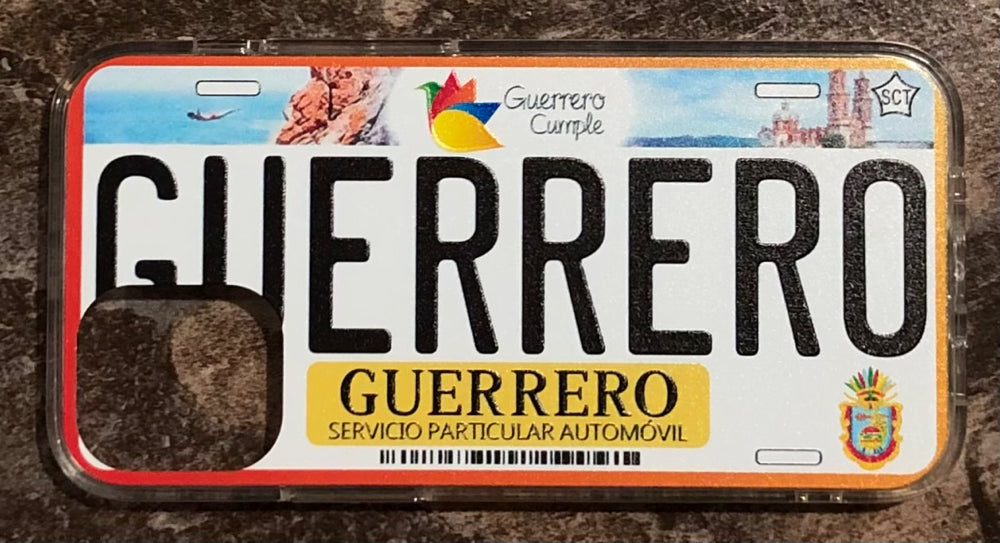 Guerrero
Cumple
SCT
GUERRERO
GUERRERO
SERVICIO PARTICULAR AUTOMÓVIL